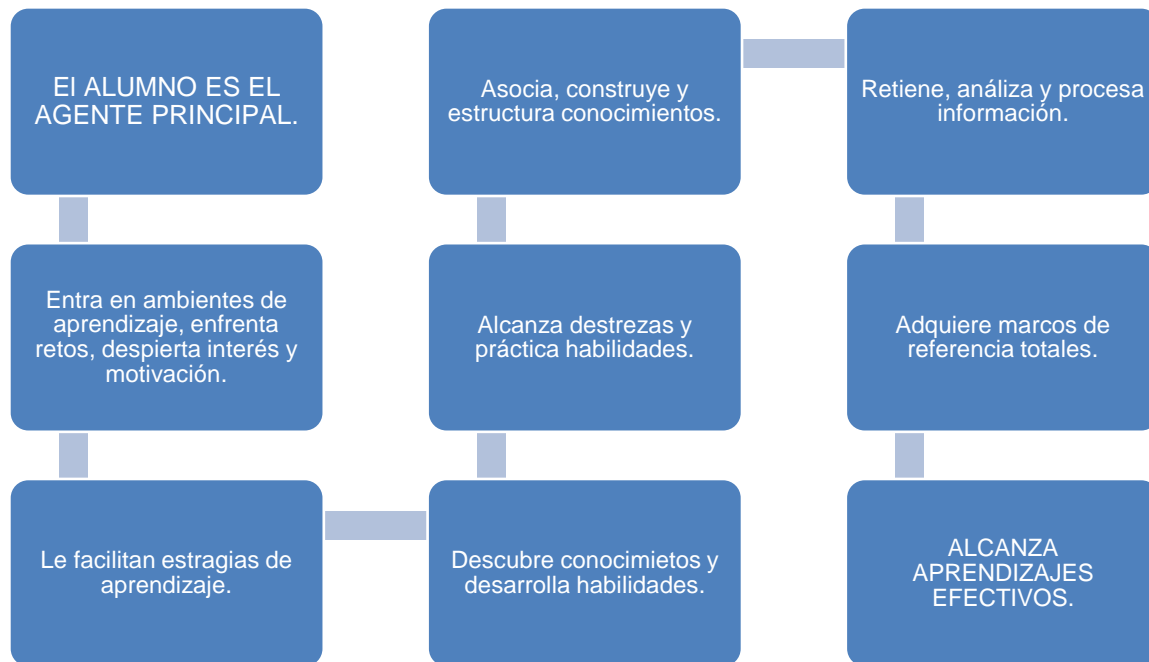 El ALUMNO ES EL
AGENTE PRINCIPAL.
Entra en ambientes de
aprendizaje, enfrenta
retos, despierta interés y
motivación.
Le facilitan estragias de
aprendizaje.
Descubre conocimietos y
desarrolla habilidades.
Alcanza destrezas y
práctica habilidades.
Asocia, construye y
estructura conocimientos.
Retiene, análiza y procesa
información.
Adquiere marcos de
referencia totales.
ALCANZA
APRENDIZAJES
EFECTIVOS.